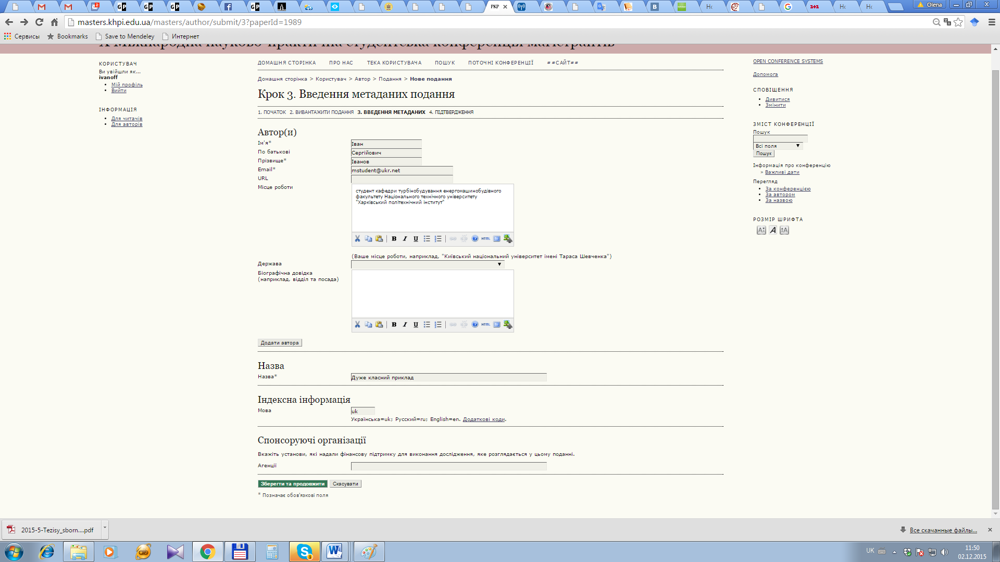 Olena
masters.khpi.edu.ua/masters/author/submit/3?paperId=1989
Сервисы Bookmarks Save to Mendeley Интернет
X Міжнародна науково-практична студентська конференція магістрантів
КОРИСТУВАЧ
Ви увійшли як...
ivanoff
Мій профіль
Вийти
ІНФОРМАЦІЯ
Для читачів
Для авторів
ДОМАШНЯ СТОРІНКА ПРО НАС ТЕКА КОРИСТУВАЧА ПОШУК ПОТОЧНІ КОНФЕРЕНЦІЇ ##САЙТ##
Домашня сторінка > Користувач > Автор > Подання > Нове подання
Крок 3. Введення метаданих подання
1. ПОЧАТОК 2. ВИВАНТАЖИТИ ПОДАННЯ 3. ВВЕДЕННЯ МЕТАДАНИХ 4. ПІДТВЕРДЖЕННЯ
Автор(и)
Ім'я* Іван
По батькові Сергійович
Прізвище* Іванов
Email* mstudent@ukr.net
URL
Місце роботи
студент кафедри турбінобудування енергомашинобудівного
факультету Національного технічного університету
"Харківський політехнічний інститут"
B I U HTML
(Ваше місце роботи, наприклад, "Київський національний університет імені Тараса Шевченка")
Держава
Біографічна довідка
(наприклад, відділ та посада)
B I U HTML
Додати автора
Назва
Назва* Дуже класний приклад
Індексна інформація
Мова uk
Українська=uk; Русский=ru; English=en. Додаткові коди.
Спонсоруючі організації
Вкажіть установи, які надали фінансову підтримку для виконання дослідження, яке розглядається у цьому поданні.
Агенції
Зберегти та продовжити Скасувати
* Позначає обов'язкові поля
OPEN CONFERENCE SYSTEMS
Допомога
СПОВІЩЕННЯ
Дивитися
Змінити
ЗМІСТ КОНФЕРЕНЦІЇ
Пошук
Всі поля
Пошук
Інформація про конференцію
» Важливі дати
Перегляд
За конференцією
За автором
За назвою
РОЗМІР ШРИФТА
2015-5-Tezisy_sborn....pdf
Все скачанные файлы...
UK
11:50
02.12.2015